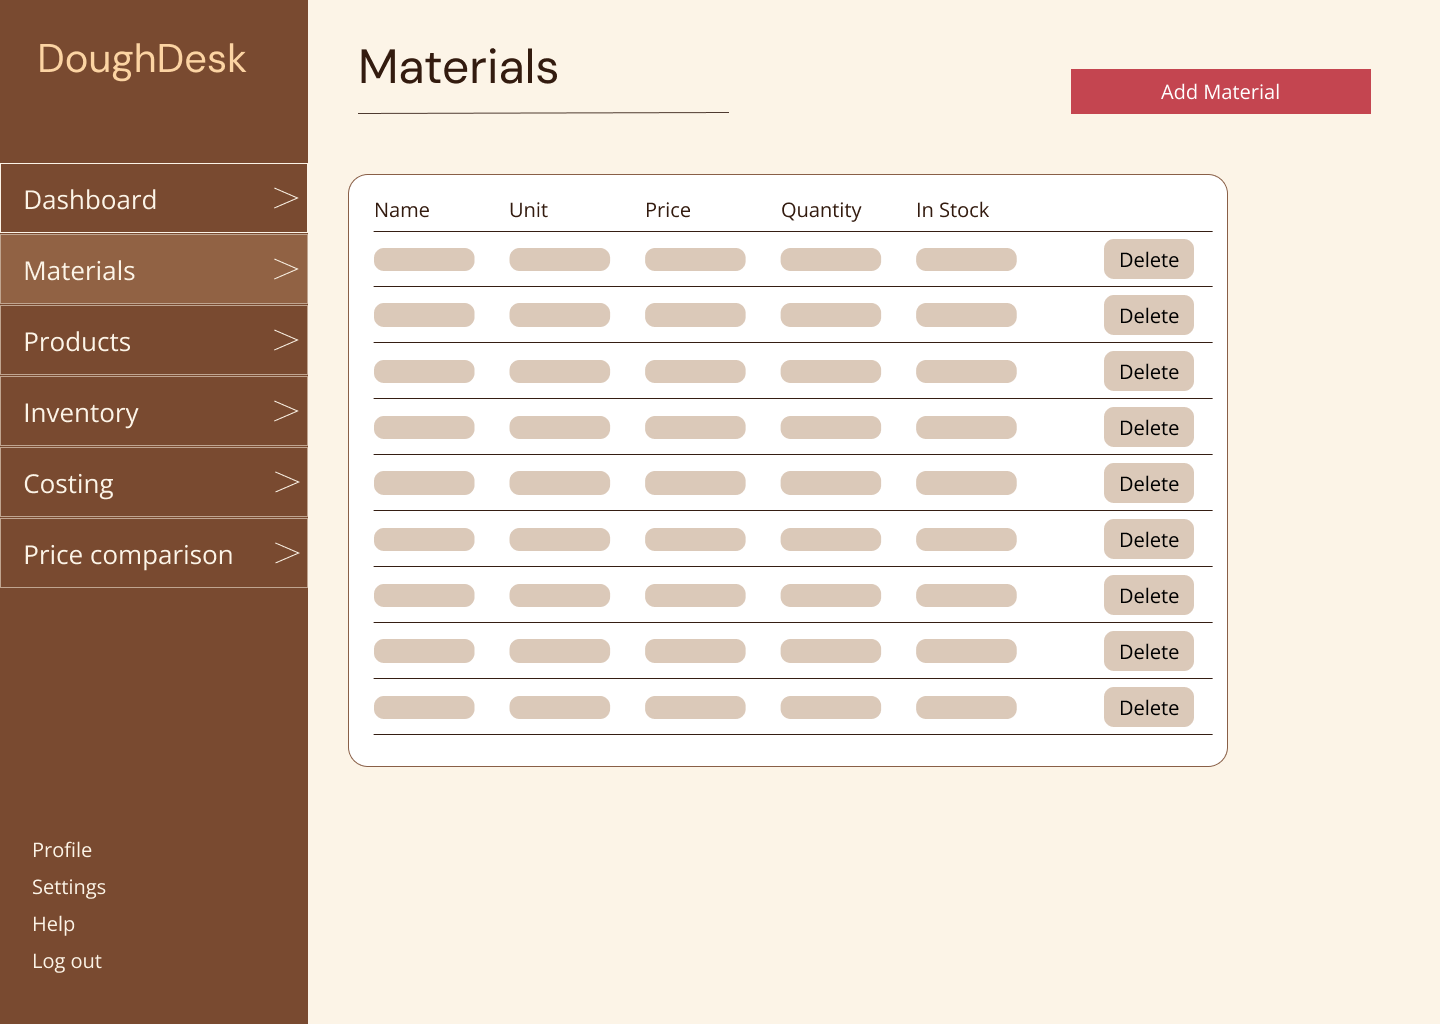 DoughDesk
Dashboard >
Materials >
Products >
Inventory >
Costing >
Price comparison >
Profile
Settings
Help
Log out
Materials
Add Material
Name Unit Price Quantity In Stock
Delete
Delete
Delete
Delete
Delete
Delete
Delete
Delete
Delete